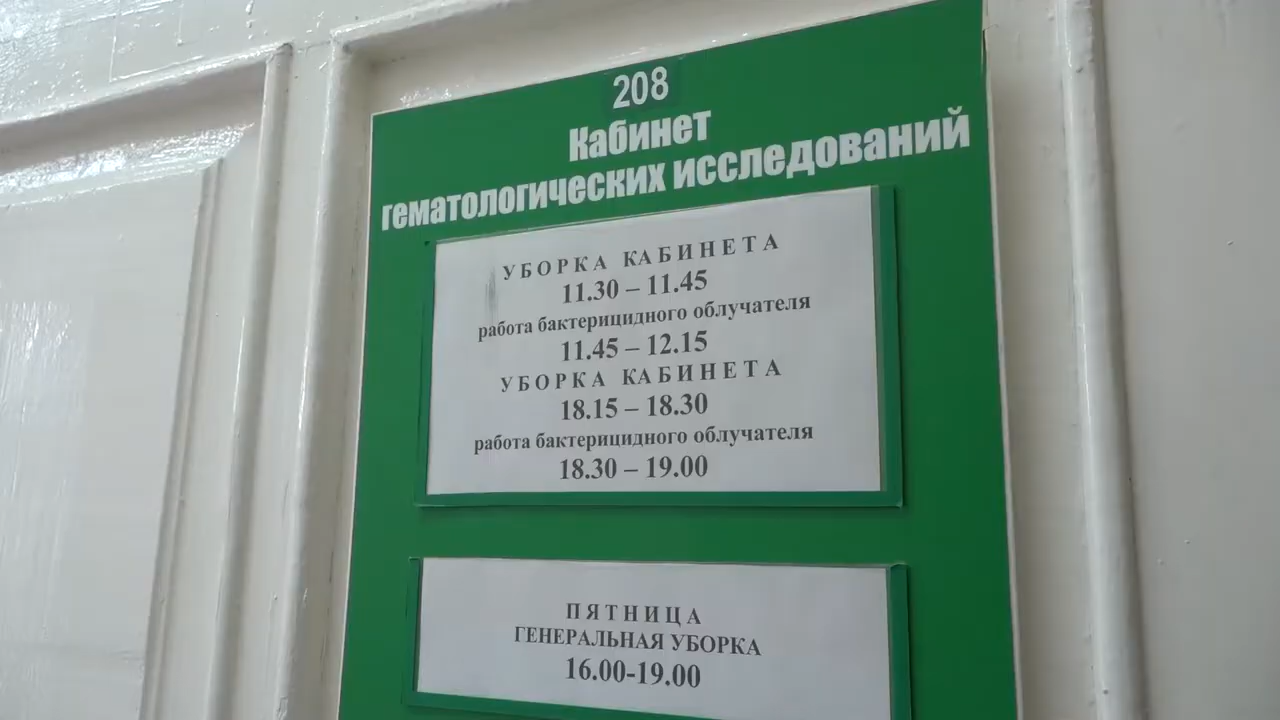 208
Кабинет
гематологических исследований
УБОРКА КАБИНЕТА
11.30 – 11.45
работа бактерицидного облучателя
11.45 – 12.15
УБОРКА КАБИНЕТА
18.15 – 18.30
работа бактерицидного облучателя
18.30 – 19.00
ПЯТНИЦА
ГЕНЕРАЛЬНАЯ УБОРКА
16.00-19.00